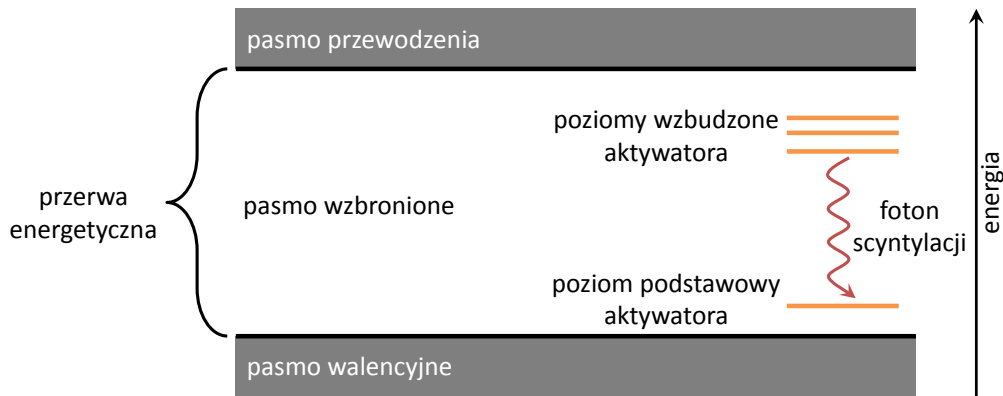 pasmo przewodzenia
poziomy wzbudzone
aktywatora
przerwa
energetyczna
pasmo wzbronione
foton
scyntylacji
energia
poziom podstawowy
aktywatora
pasmo walencyjne